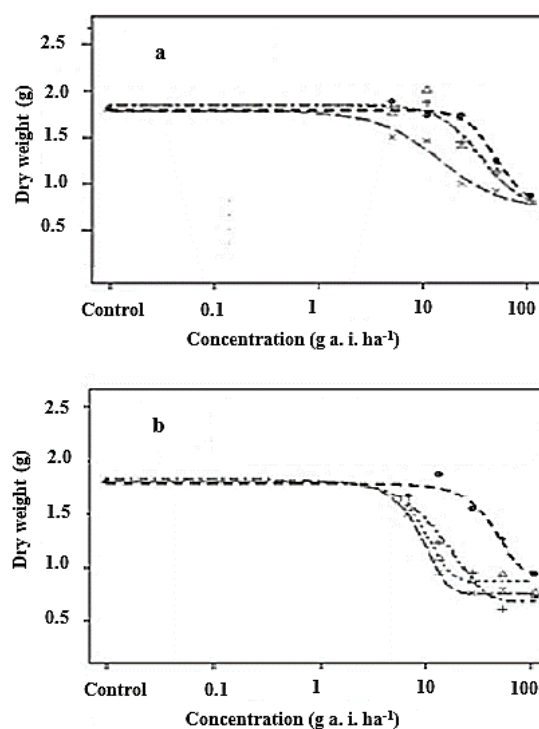 a
Dry weight (g)
2.5
2.0
1.5
1.0
0.5
Control 0.1 1 10 100
Concentration (g a. i. ha⁻¹)
b
Dry weight (g)
2.5
2.0
1.5
1.0
0.5
Control 0.1 1 10 100
Concentration (g a. i. ha⁻¹)